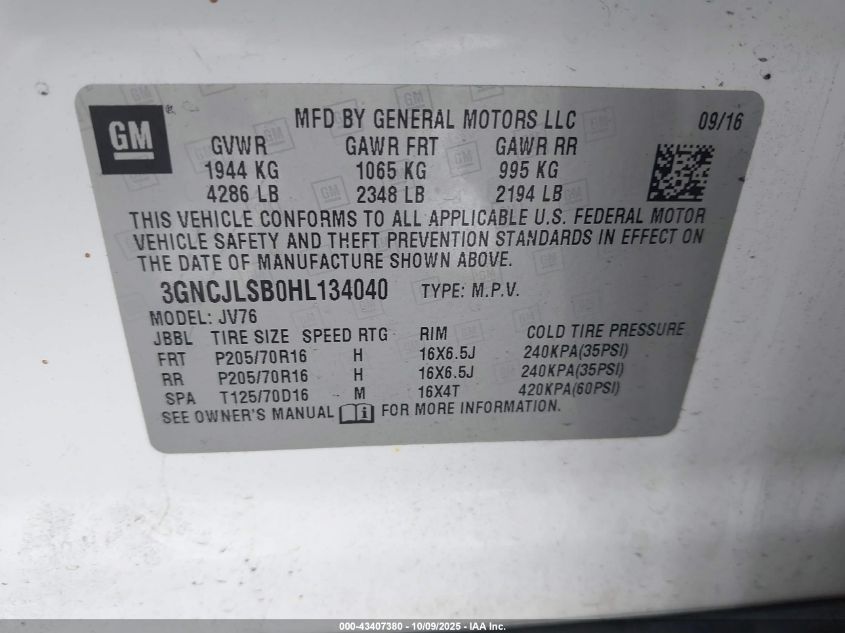 GM
MFD BY GENERAL MOTORS LLC 09/16
GVWR GAWR FRT GAWR RR
1944 KG 1065 KG 995 KG
4286 LB 2348 LB 2194 LB
THIS VEHICLE CONFORMS TO ALL APPLICABLE U.S. FEDERAL MOTOR
VEHICLE SAFETY AND THEFT PREVENTION STANDARDS IN EFFECT ON
THE DATE OF MANUFACTURE SHOWN ABOVE.
3GNCJLSB0HL134040 TYPE: M.P.V.
MODEL: JV76
JBBL TIRE SIZE SPEED RTG RIM COLD TIRE PRESSURE
FRT P205/70R16 H 16X6.5J 240KPA(35PSI)
RR P205/70R16 H 16X6.5J 240KPA(35PSI)
SPA T125/70D16 M 16X4T 420KPA(60PSI)
SEE OWNER'S MANUAL i FOR MORE INFORMATION.
000-43407380 - 10/09/2025 - IAA Inc.